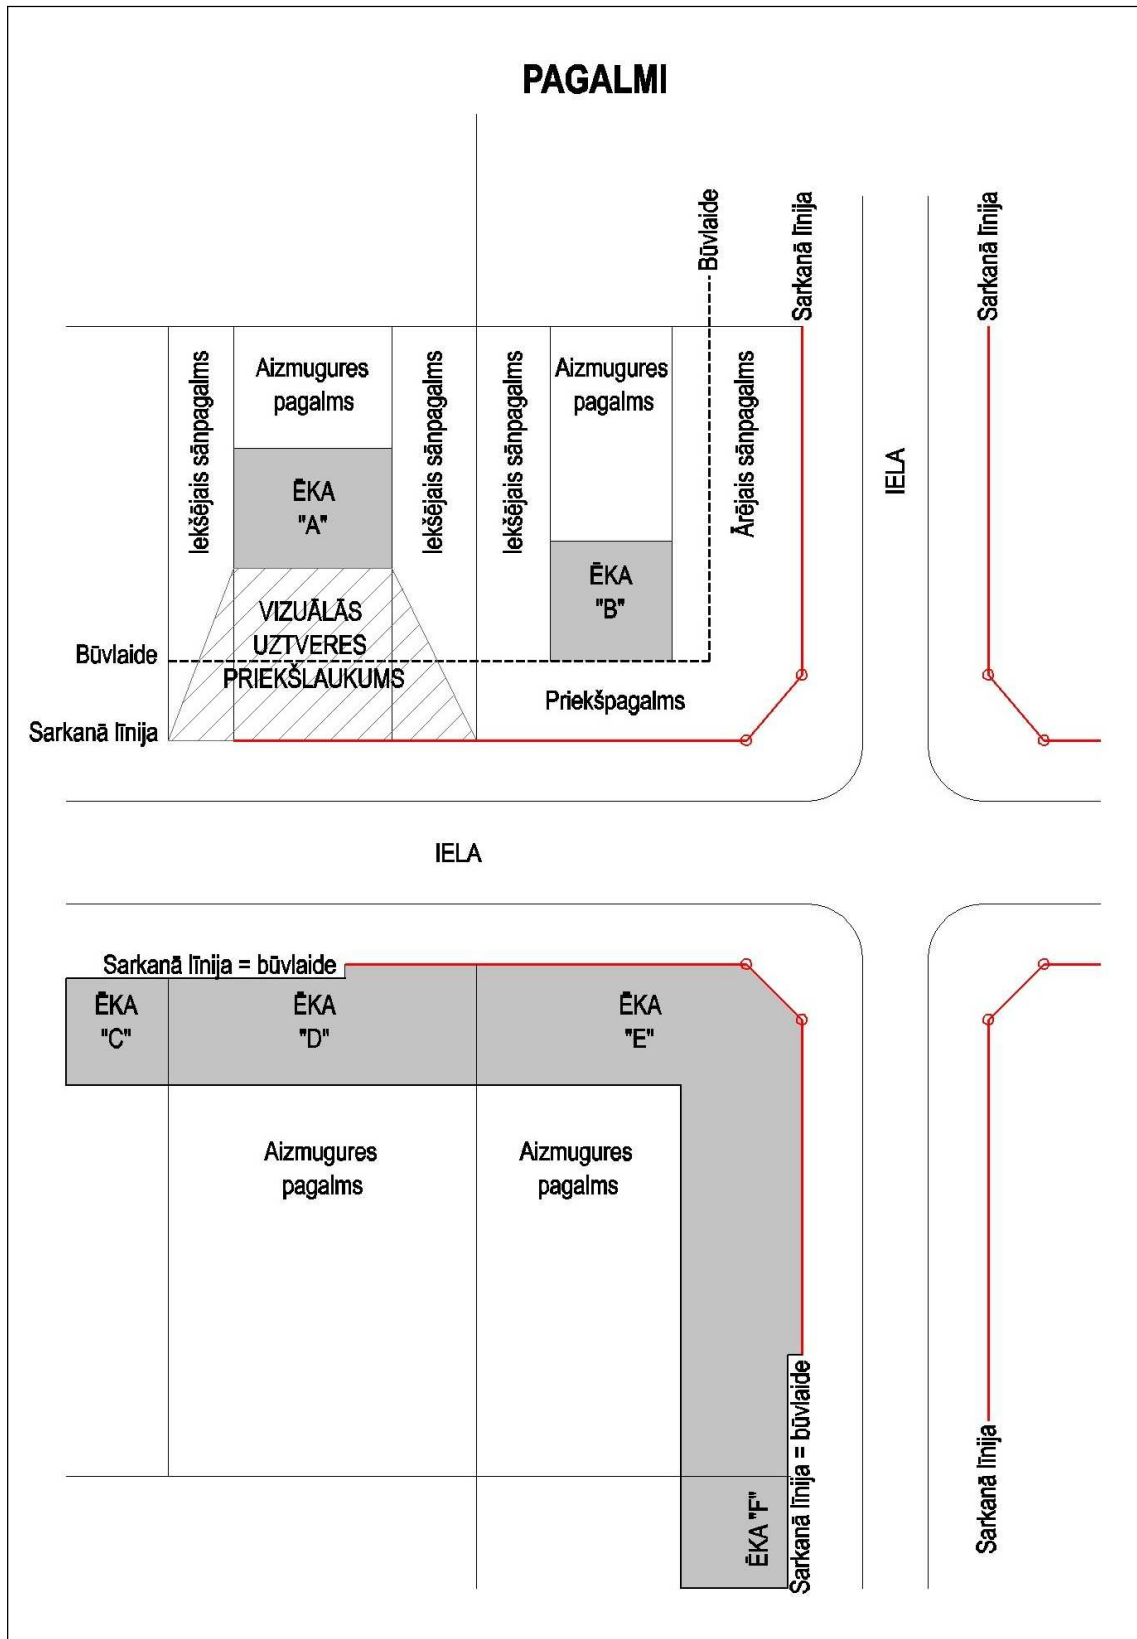 PAGALMI
Būvlaide
Sarkanā līnija
Sarkanā līnija
Iekšējais sānpagalms
Aizmugures
pagalms
Iekšējais sānpagalms
Iekšējais sānpagalms
Aizmugures
pagalms
Ārējais sānpagalms
IELA
ĒKA
"A"
ĒKA
"B"
VIZUĀLĀS
UZTVERES
PRIEKŠLAUKUMS
Būvlaide
Priekšpagalms
Sarkanā līnija
IELA
Sarkanā līnija = būvlaide
ĒKA
"C"
ĒKA
"D"
ĒKA
"E"
Aizmugures
pagalms
Aizmugures
pagalms
Sarkanā līnija = būvlaide
Sarkanā līnija
ĒKA "F"